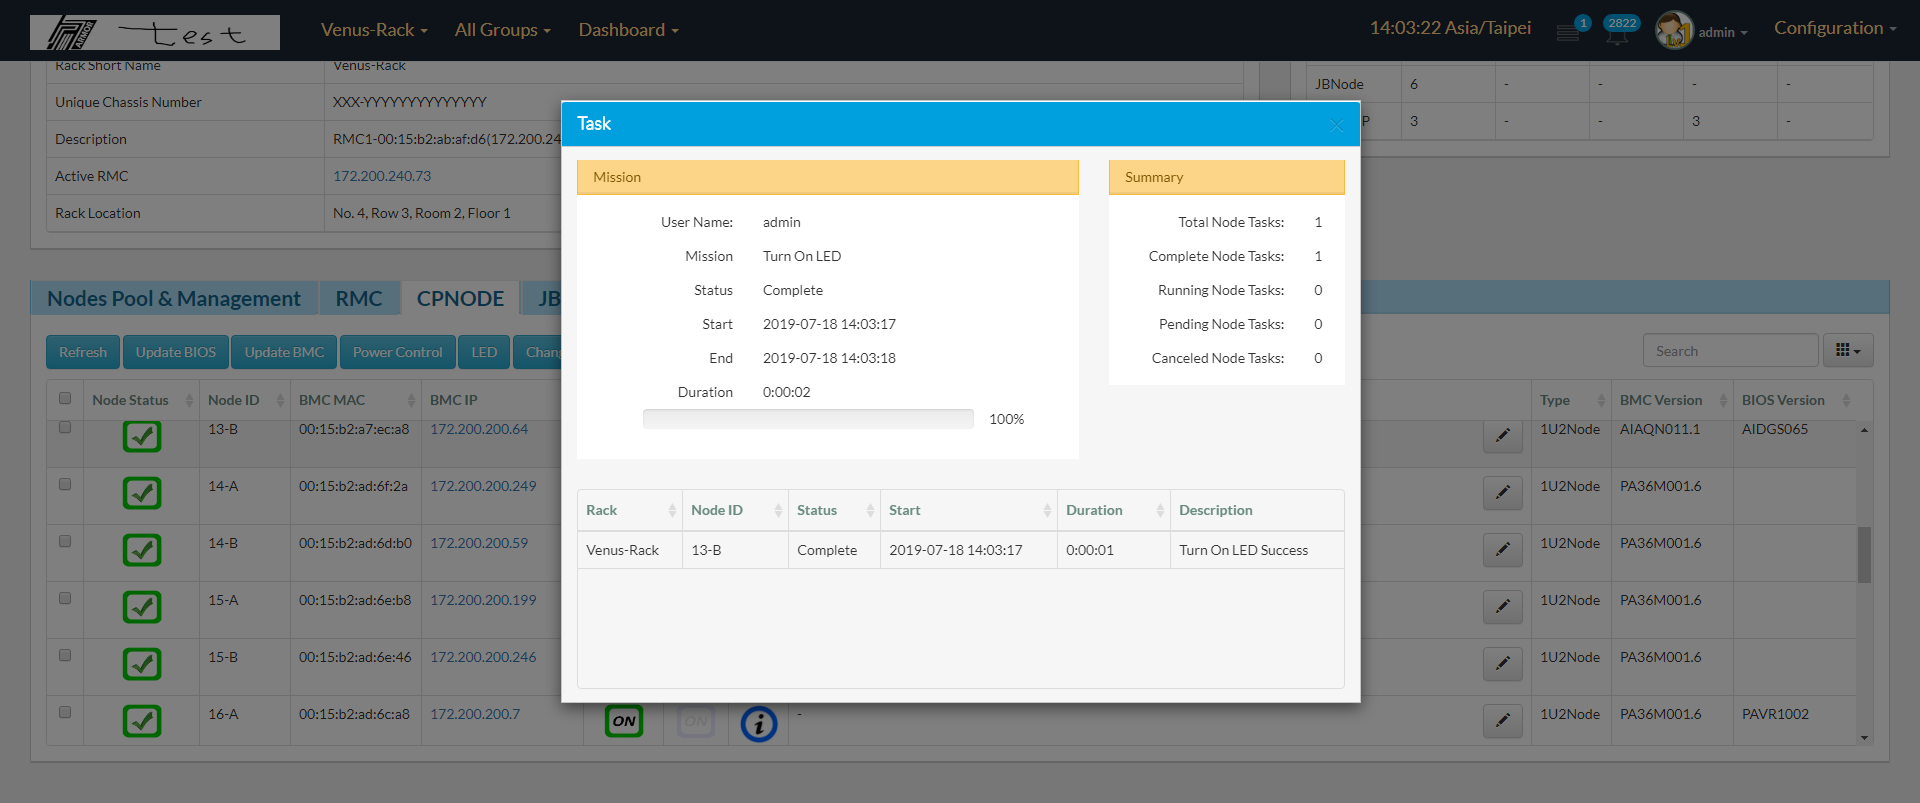 ARMOR test Venus-Rack All Groups Dashboard 14:03:22 Asia/Taipei 1 2822 admin Configuration
Rack Short Name Venus-Rack
Unique Chassis Number XXX-YYYYYYYYYYYYYY
Description RMC1-00:15:b2:ab:af:d6(172.200.24
Active RMC 172.200.240.73
Rack Location No. 4, Row 3, Room 2, Floor 1
JBNode 6 - - - -
P 3 - - 3 -
Nodes Pool & Management RMC CPNODE JB
Refresh Update BIOS Update BMC Power Control LED Chang
Search
Node Status Node ID BMC MAC BMC IP Type BMC Version BIOS Version
13-B 00:15:b2:a7:ec:a8 172.200.200.64 1U2Node AIAQN011.1 AIDGS065
14-A 00:15:b2:ad:6f:2a 172.200.200.249 1U2Node PA36M001.6
14-B 00:15:b2:ad:6d:b0 172.200.200.59 1U2Node PA36M001.6
15-A 00:15:b2:ad:6e:b8 172.200.200.199 1U2Node PA36M001.6
15-B 00:15:b2:ad:6e:46 172.200.200.246 1U2Node PA36M001.6
16-A 00:15:b2:ad:6c:a8 172.200.200.7 ON ON i - 1U2Node PA36M001.6 PAVR1002
Task
Mission
User Name: admin
Mission Turn On LED
Status Complete
Start 2019-07-18 14:03:17
End 2019-07-18 14:03:18
Duration 0:00:02
100%
Summary
Total Node Tasks: 1
Complete Node Tasks: 1
Running Node Tasks: 0
Pending Node Tasks: 0
Canceled Node Tasks: 0
Rack Node ID Status Start Duration Description
Venus-Rack 13-B Complete 2019-07-18 14:03:17 0:00:01 Turn On LED Success